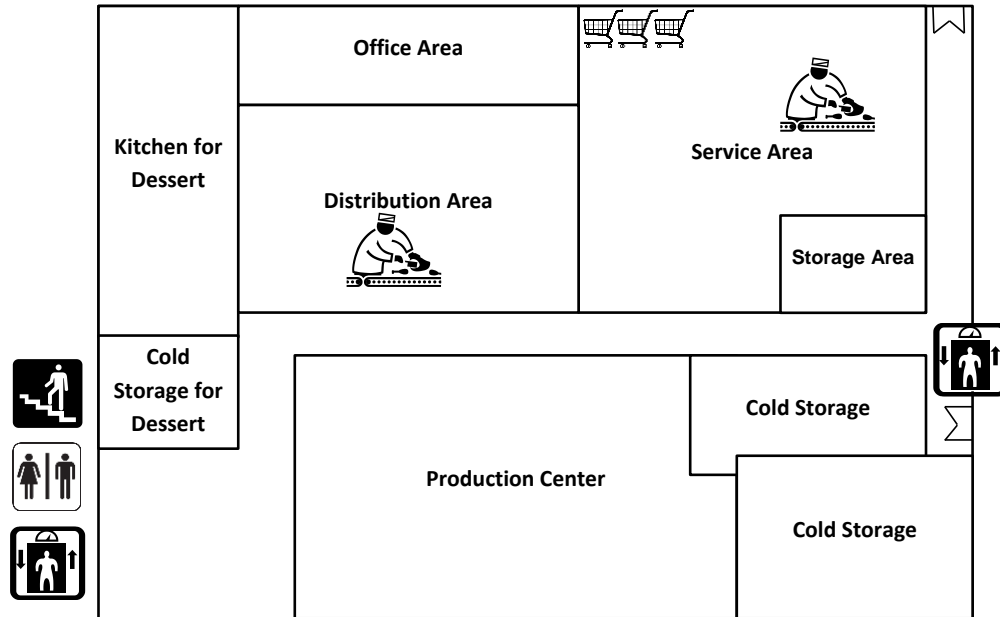 Office Area
Kitchen for
Dessert
Service Area
Distribution Area
Storage Area
Cold
Storage for
Dessert
Cold Storage
Production Center
Cold Storage